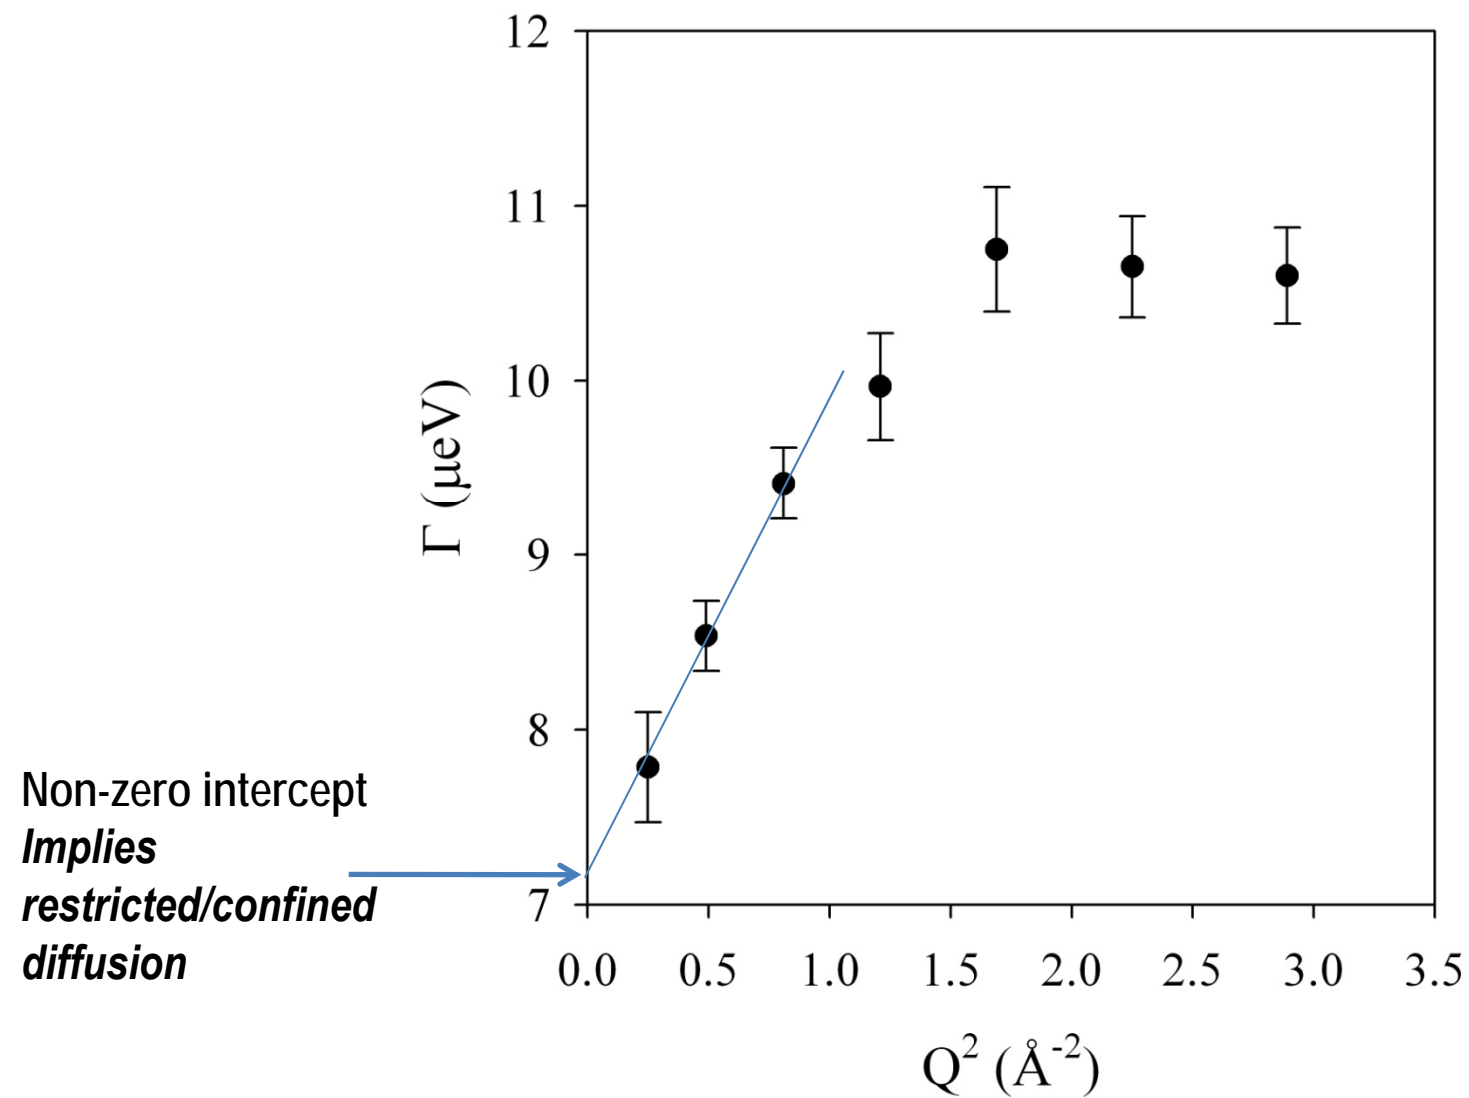 12
11
10
9
8
7
Γ (μeV)
Non-zero intercept
Implies
restricted/confined
diffusion
0.0 0.5 1.0 1.5 2.0 2.5 3.0 3.5
Q² (Å⁻²)